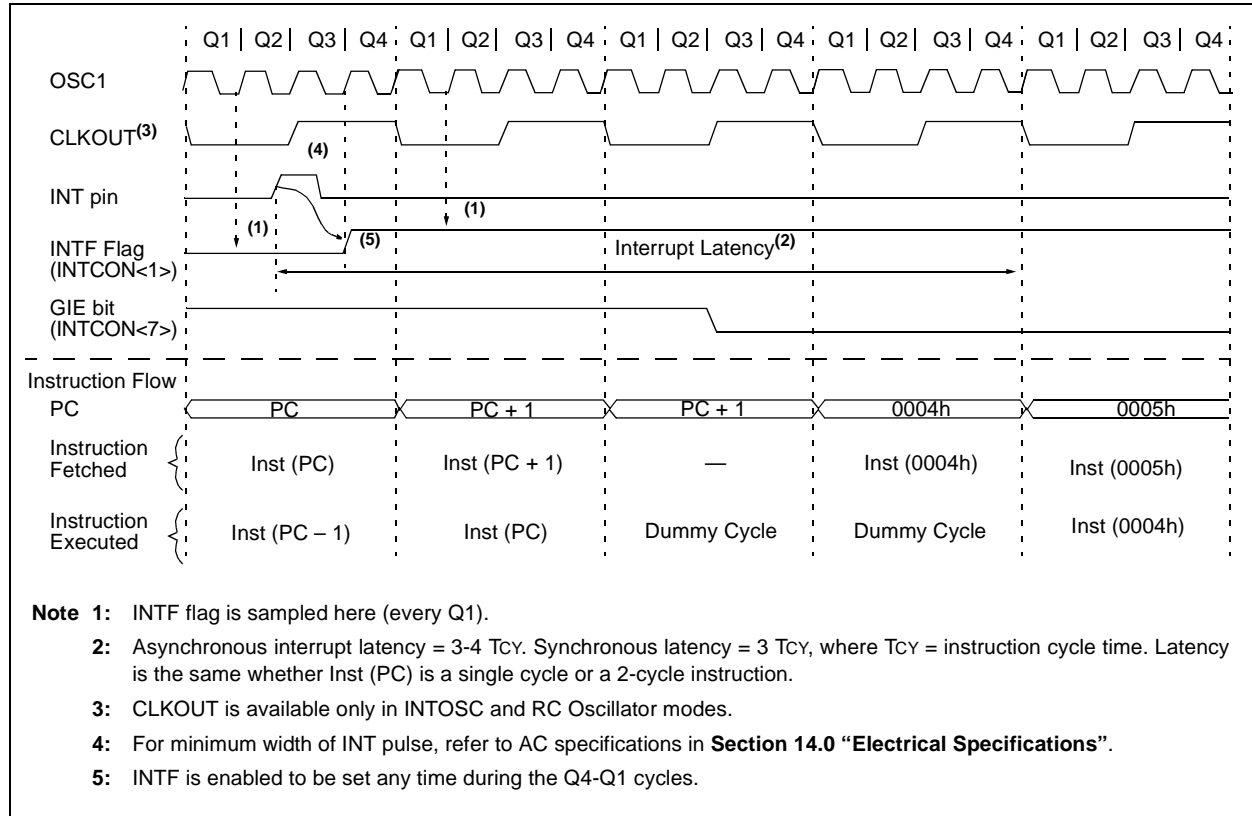 Q1 | Q2 | Q3 | Q4 Q1 | Q2 | Q3 | Q4 Q1 | Q2 | Q3 | Q4 Q1 | Q2 | Q3 | Q4 Q1 | Q2 | Q3 | Q4
OSC1
CLKOUT(3)
(4)
INT pin
(1)
(1)
(5)
INTF Flag
(INTCON<1>)
Interrupt Latency(2)
GIE bit
(INTCON<7>)
Instruction Flow
PC PC PC + 1 PC + 1 0004h 0005h
Instruction
Fetched
Inst (PC) Inst (PC + 1) — Inst (0004h) Inst (0005h)
Instruction
Executed
Inst (PC – 1) Inst (PC) Dummy Cycle Dummy Cycle Inst (0004h)
Note 1: INTF flag is sampled here (every Q1).
2: Asynchronous interrupt latency = 3-4 TCY. Synchronous latency = 3 TCY, where TCY = instruction cycle time. Latency
is the same whether Inst (PC) is a single cycle or a 2-cycle instruction.
3: CLKOUT is available only in INTOSC and RC Oscillator modes.
4: For minimum width of INT pulse, refer to AC specifications in Section 14.0 “Electrical Specifications”.
5: INTF is enabled to be set any time during the Q4-Q1 cycles.